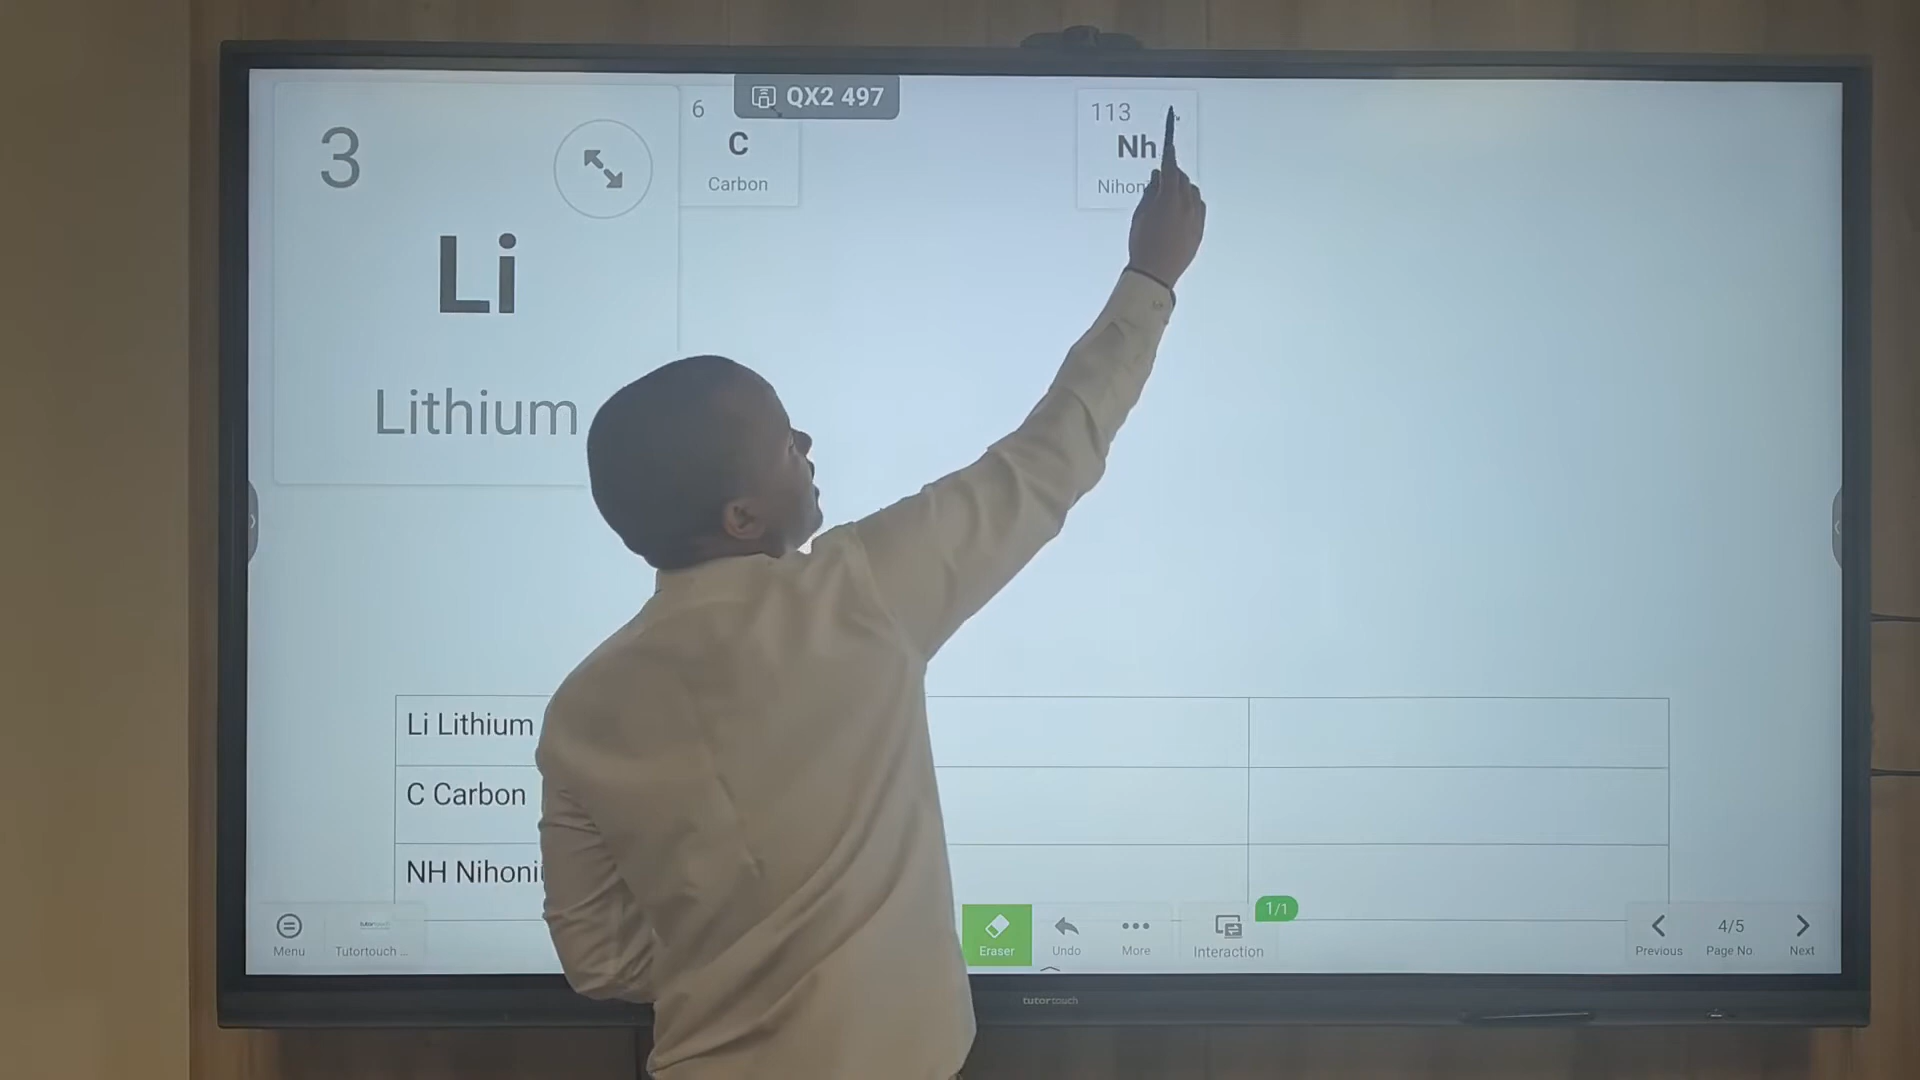 QX2 497
3
Li
Lithium
6
C
Carbon
113
Nh
Li Lithium
C Carbon
NH
Menu
Eraser
Undo
More
Interaction
1/1
Previous
4/5
Page No
Next
tutortouch